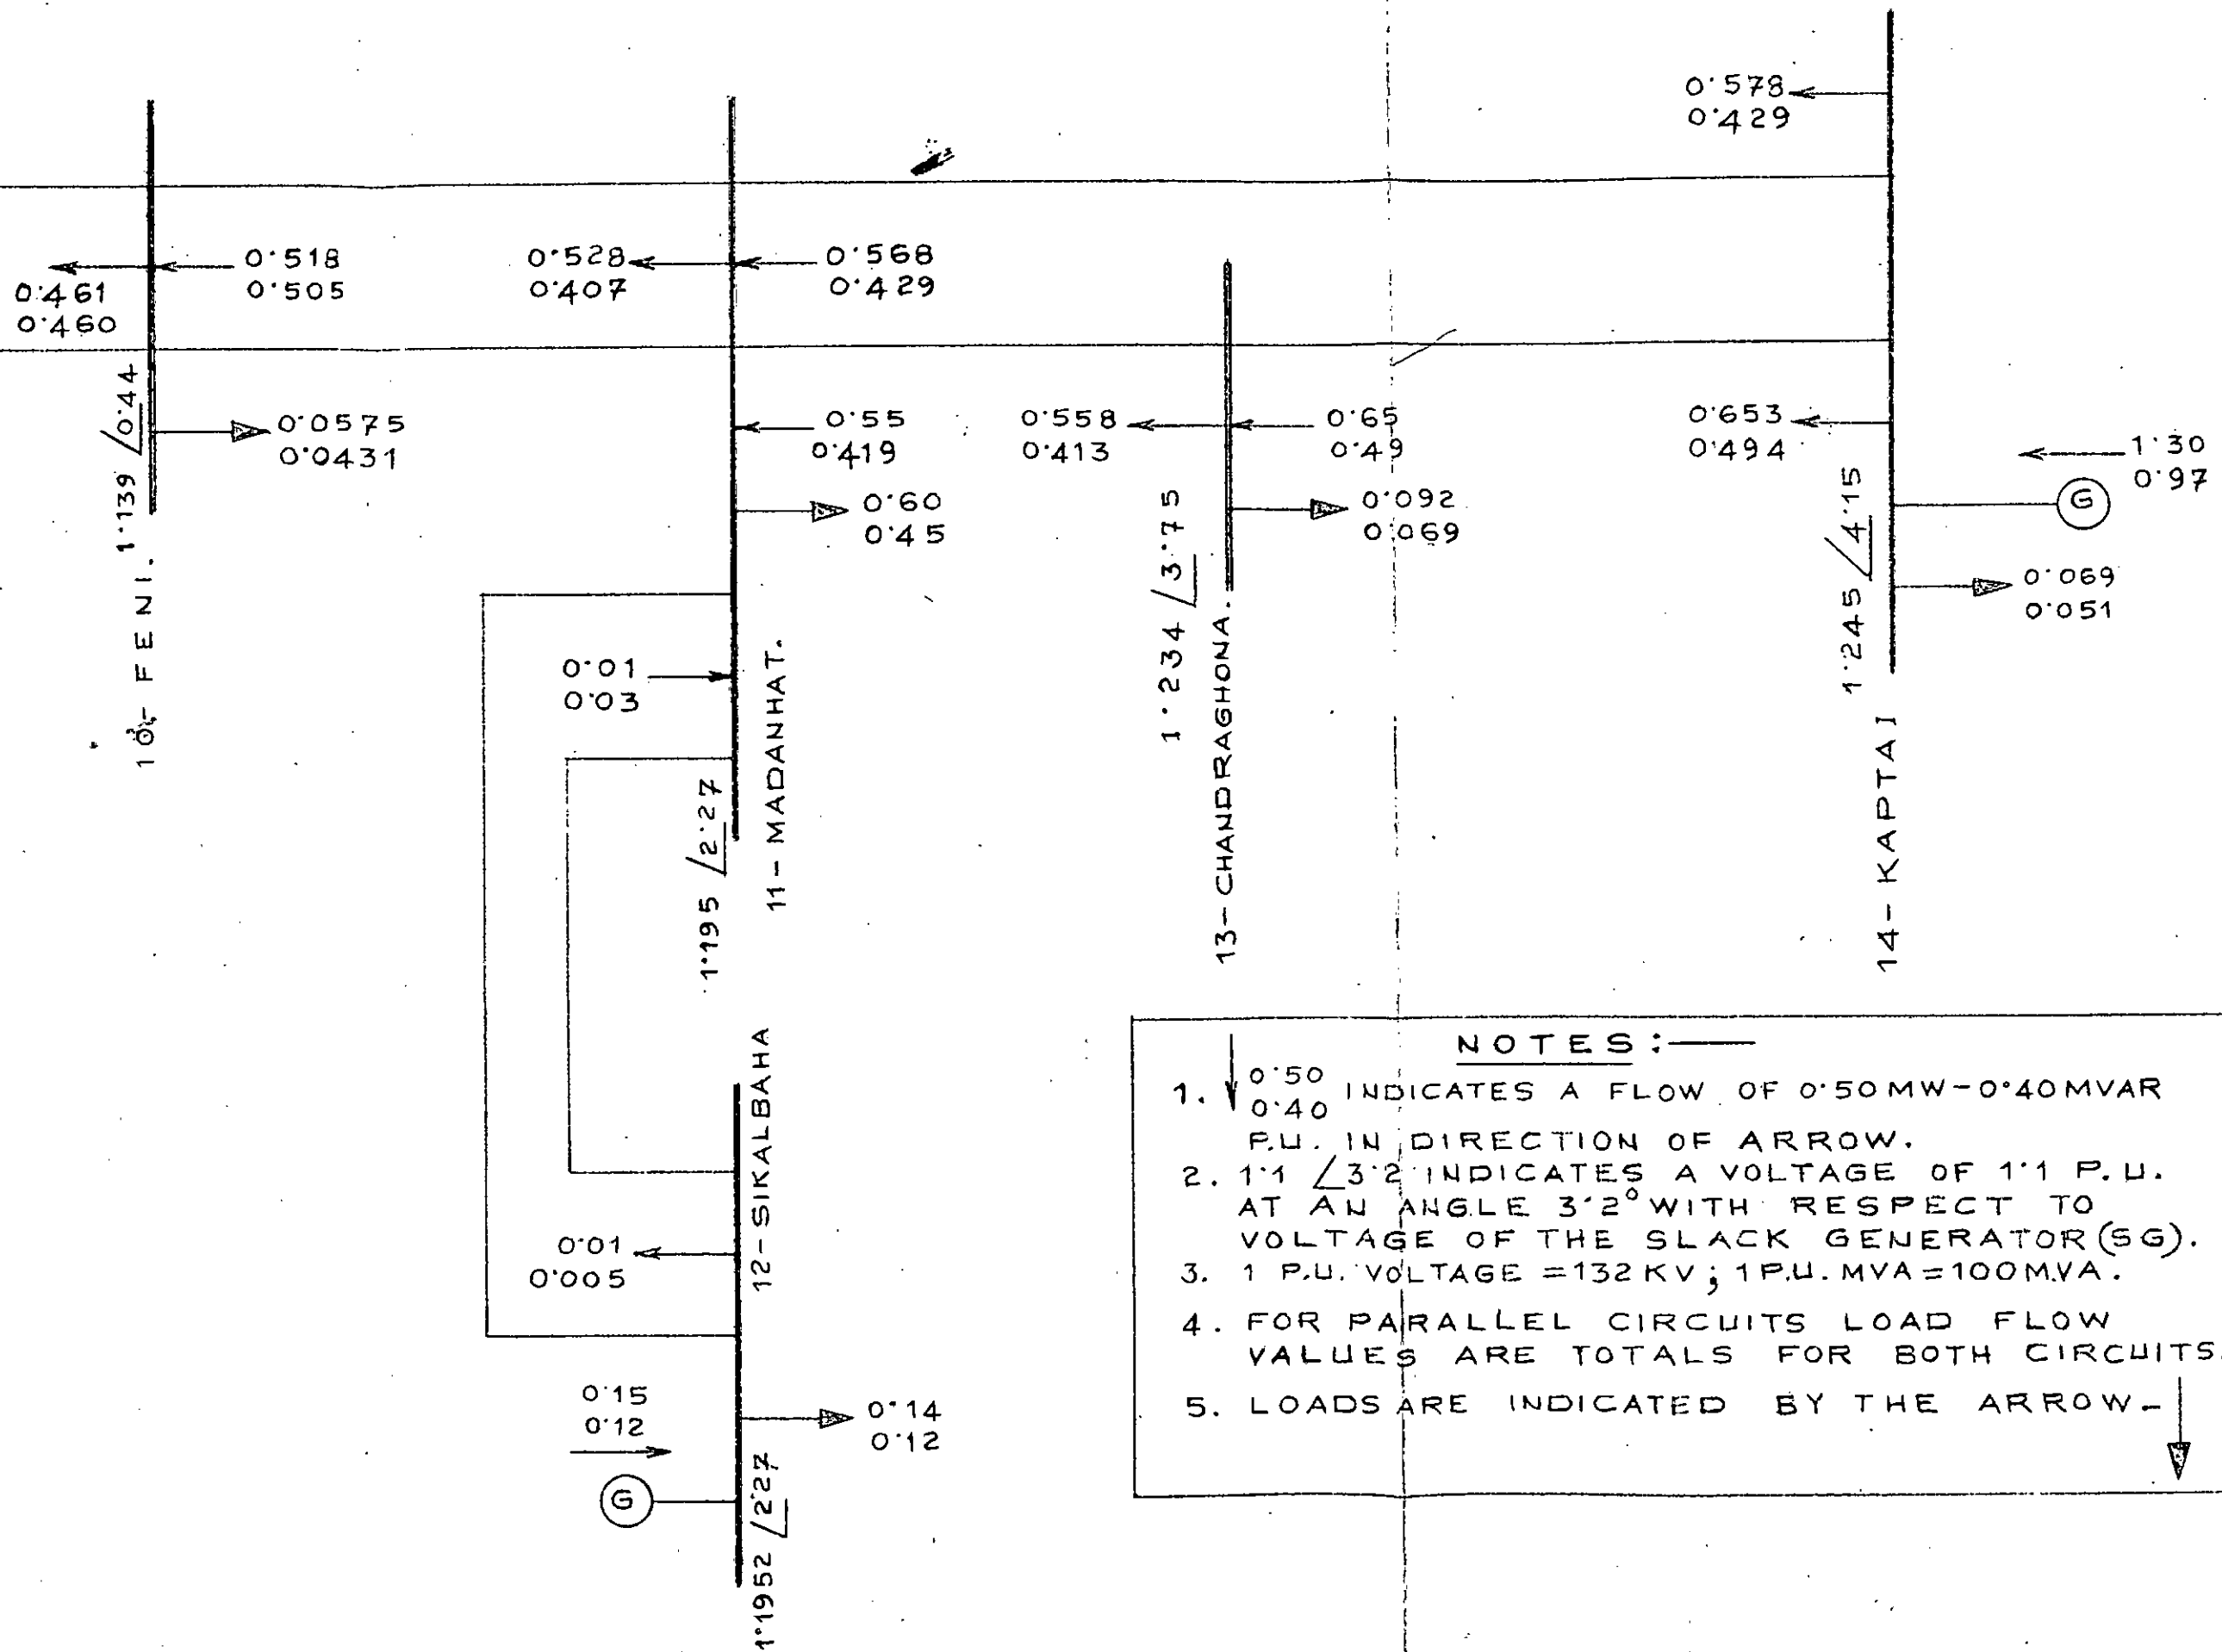 0·578
0·429
0·461
0·460
0·518
0·505
0·528
0·407
0·568
0·429
0·0575
0·0431
0·55
0·419
0·60
0·45
0·558
0·413
0·65
0·49
0·092
0·069
0·653
0·494
1·30
0·97
G
0·069
0·051
10- FENI. 1·139 /0·44
0·01
0·03
1·195 /2·27
11-MADANHAT.
1·234 /3·75
13-CHANDRAGHONA.
1·245 /4·15
14-KAPTAI
12-SIKALBAHA
0·01
0·005
0·15
0·12
G
0·14
0·12
1·1952 /2·27
NOTES:—
1. 0·50 0·40 INDICATES A FLOW OF 0·50MW-0·40MVAR
P.U. IN DIRECTION OF ARROW.
2. 1·1 /3·2 INDICATES A VOLTAGE OF 1·1 P.U.
AT AN ANGLE 3·2° WITH RESPECT TO
VOLTAGE OF THE SLACK GENERATOR(SG).
3. 1 P.U. VOLTAGE =132KV; 1P.U. MVA=100M.VA.
4. FOR PARALLEL CIRCUITS LOAD FLOW
VALUES ARE TOTALS FOR BOTH CIRCUITS.
5. LOADS ARE INDICATED BY THE ARROW-